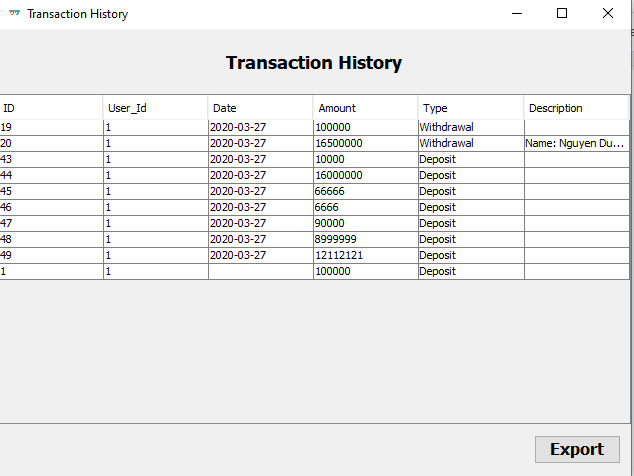 Transaction History
Transaction History
ID User_Id Date Amount Type Description
19 1 2020-03-27 100000 Withdrawal
20 1 2020-03-27 16500000 Withdrawal Name: Nguyen Du...
43 1 2020-03-27 10000 Deposit
44 1 2020-03-27 16000000 Deposit
45 1 2020-03-27 66666 Deposit
46 1 2020-03-27 6666 Deposit
47 1 2020-03-27 90000 Deposit
48 1 2020-03-27 8999999 Deposit
49 1 2020-03-27 12112121 Deposit
1 1 100000 Deposit
Export